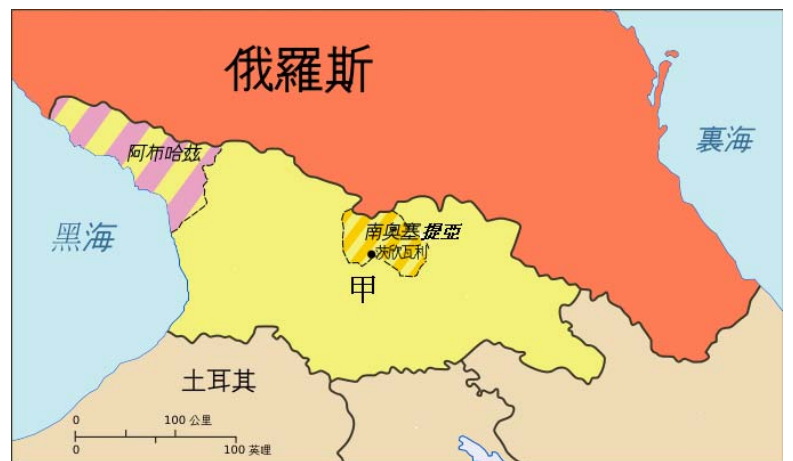 俄羅斯
裏海
阿布哈兹
黑海
南奧塞提亞
茨欣瓦利
甲
土耳其
0 100 公里
0 100 英哩